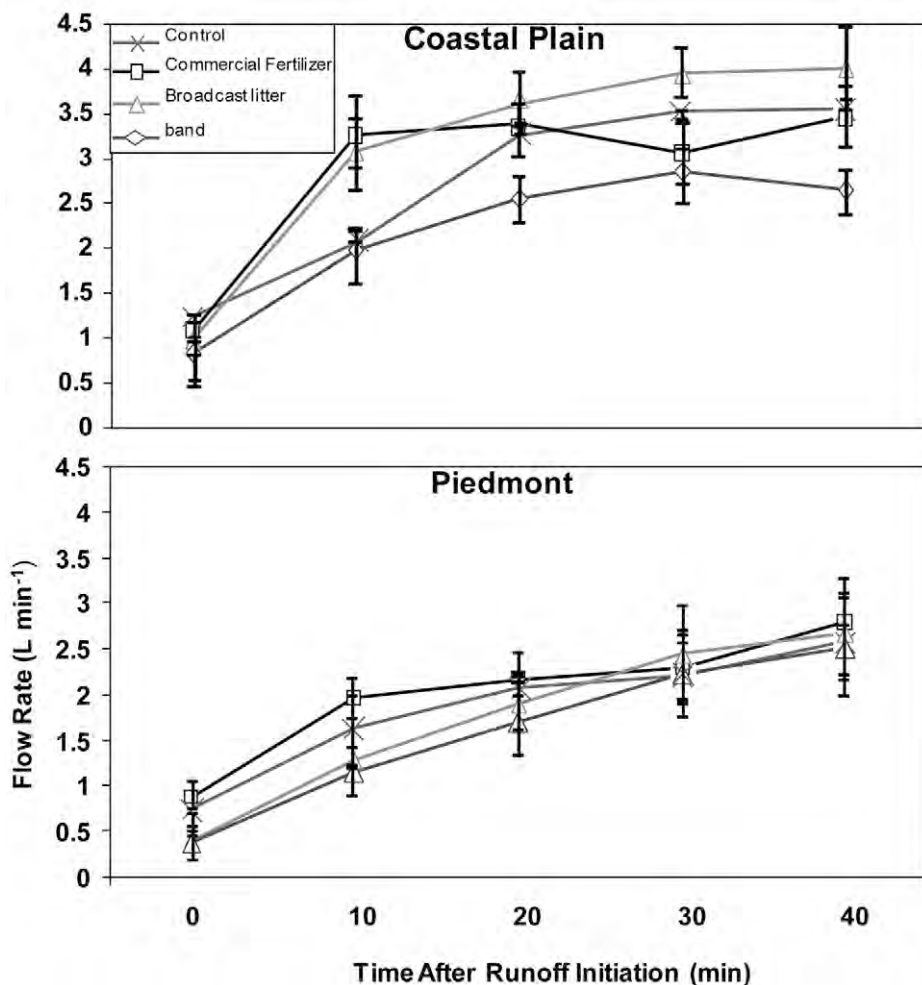 Coastal Plain
Control
Commercial Fertilizer
Broadcast litter
band
4.5
4
3.5
3
2.5
2
1.5
1
0.5
0
Piedmont
4.5
4
3.5
3
2.5
2
1.5
1
0.5
0
Flow Rate (L min⁻¹)
0 10 20 30 40
Time After Runoff Initiation (min)